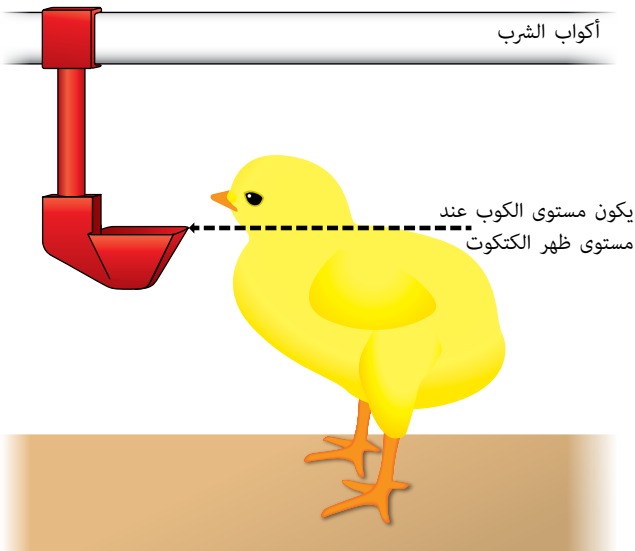 أكواب الشرب
يكون مستوى الكوب عند
مستوى ظهر الكتكوت